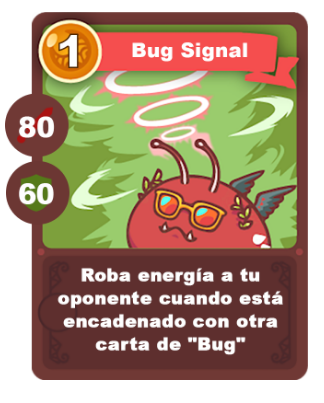 1
Bug Signal
80
60
Roba energía a tu
oponente cuando está
encadenado con otra
carta de "Bug"